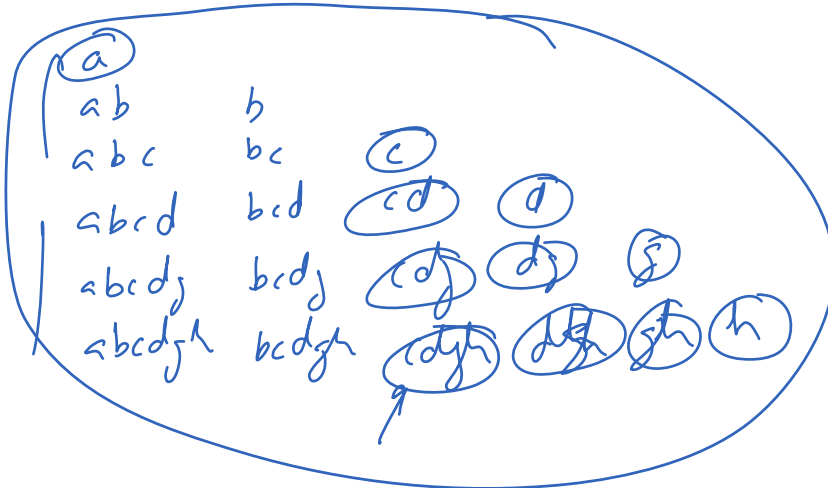 a
ab b
abc bc c
abcd bcd cd d
abcdg bcdg cdg dg g
abcdgh bcdgh cdgh dgh gh h